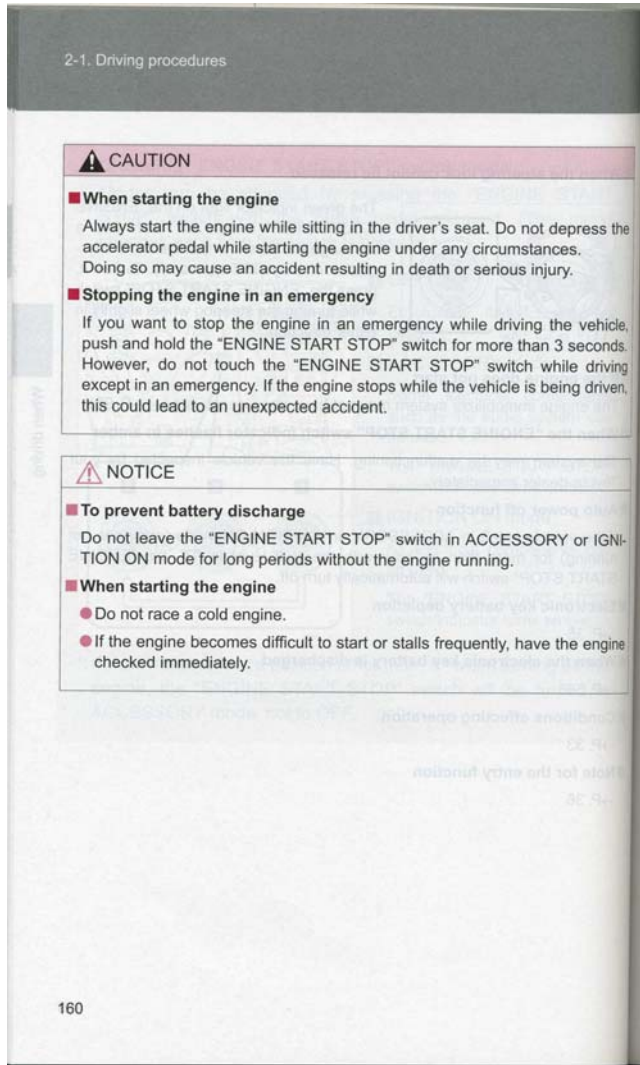 2-1. Driving procedures
CAUTION
When starting the engine
Always start the engine while sitting in the driver's seat. Do not depress the
accelerator pedal while starting the engine under any circumstances.
Doing so may cause an accident resulting in death or serious injury.
Stopping the engine in an emergency
If you want to stop the engine in an emergency while driving the vehicle,
push and hold the "ENGINE START STOP" switch for more than 3 seconds.
However, do not touch the "ENGINE START STOP" switch while driving
except in an emergency. If the engine stops while the vehicle is being driven,
this could lead to an unexpected accident.
NOTICE
To prevent battery discharge
Do not leave the "ENGINE START STOP" switch in ACCESSORY or IGNI-
TION ON mode for long periods without the engine running.
When starting the engine
Do not race a cold engine.
If the engine becomes difficult to start or stalls frequently, have the engine
checked immediately.
160